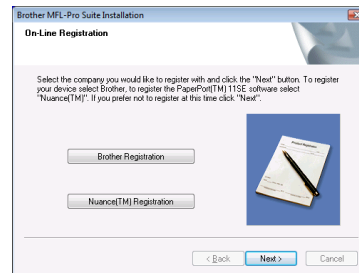 Brother MFL-Pro Suite Installation
On-Line Registration
Select the company you would like to register with and click the "Next" button. To register
your device select Brother, to register the PaperPort(TM) 11SE software select
"Nuance(TM)". If you prefer not to register at this time click "Next".
Brother Registration
Nuance(TM) Registration
< Back
Next >
Cancel